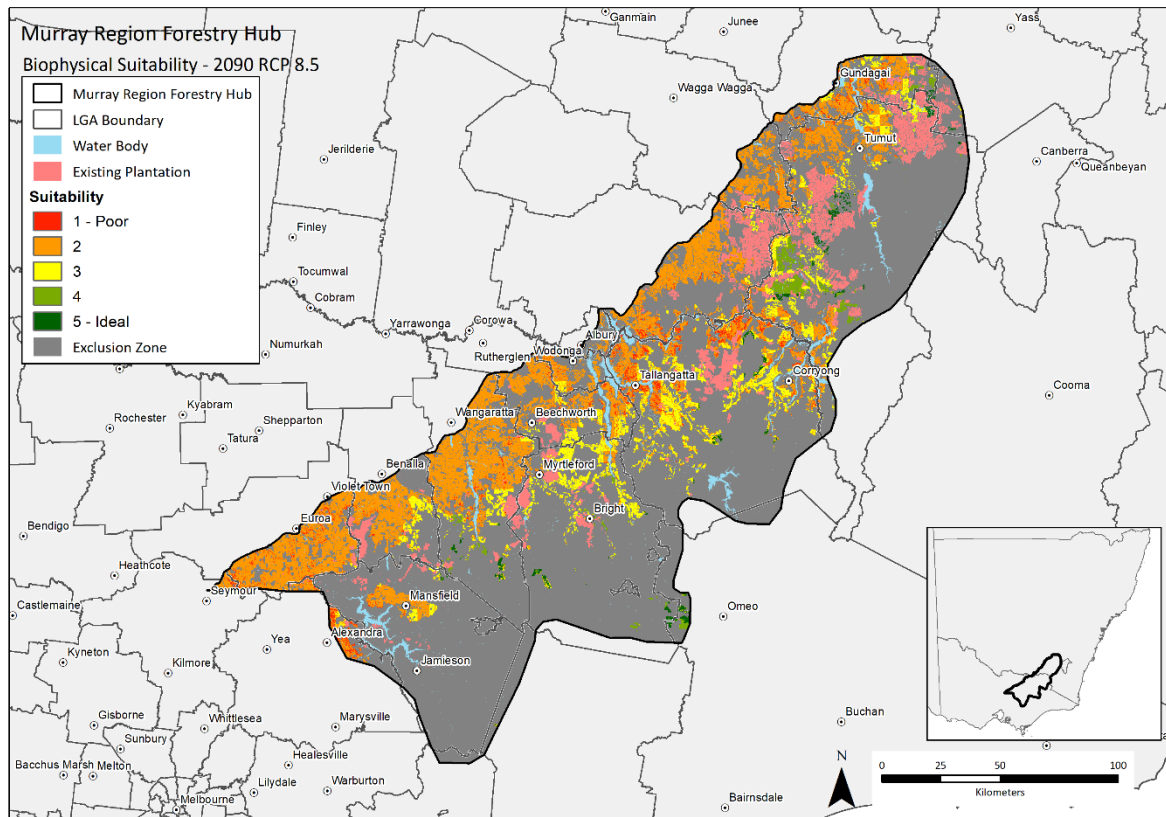 Murray Region Forestry Hub
Biophysical Suitability - 2090 RCP 8.5
Murray Region Forestry Hub
LGA Boundary
Water Body
Existing Plantation
Suitability
1 - Poor
2
3
4
5 - Ideal
Exclusion Zone
Ganmain
Junee
Yass
Gundagai
Wagga Wagga
Jerilderie
Tumut
Canberra
Queanbeyan
Finley
Tocumwal
Cobram
Yarrawonga
Corowa
Albury
Numurkah
Rutherglen
Wodonga
Tallangatta
Corryong
Cooma
Kyabram
Rochester
Shepparton
Wangaratta
Beechworth
Tatura
Benalla
Myrtleford
Violet Town
Bright
Bendigo
Euroa
Heathcote
Seymour
Mansfield
Castlemaine
Omeo
Yea
Alexandra
Kyneton
Kilmore
Jamieson
Gisborne
Whittlesea
Marysville
Buchan
Sunbury
Healesville
Bacchus Marsh
Melton
Lilydale
Warburton
Melbourne
Bairnsdale
N
0 25 50 100
Kilometers